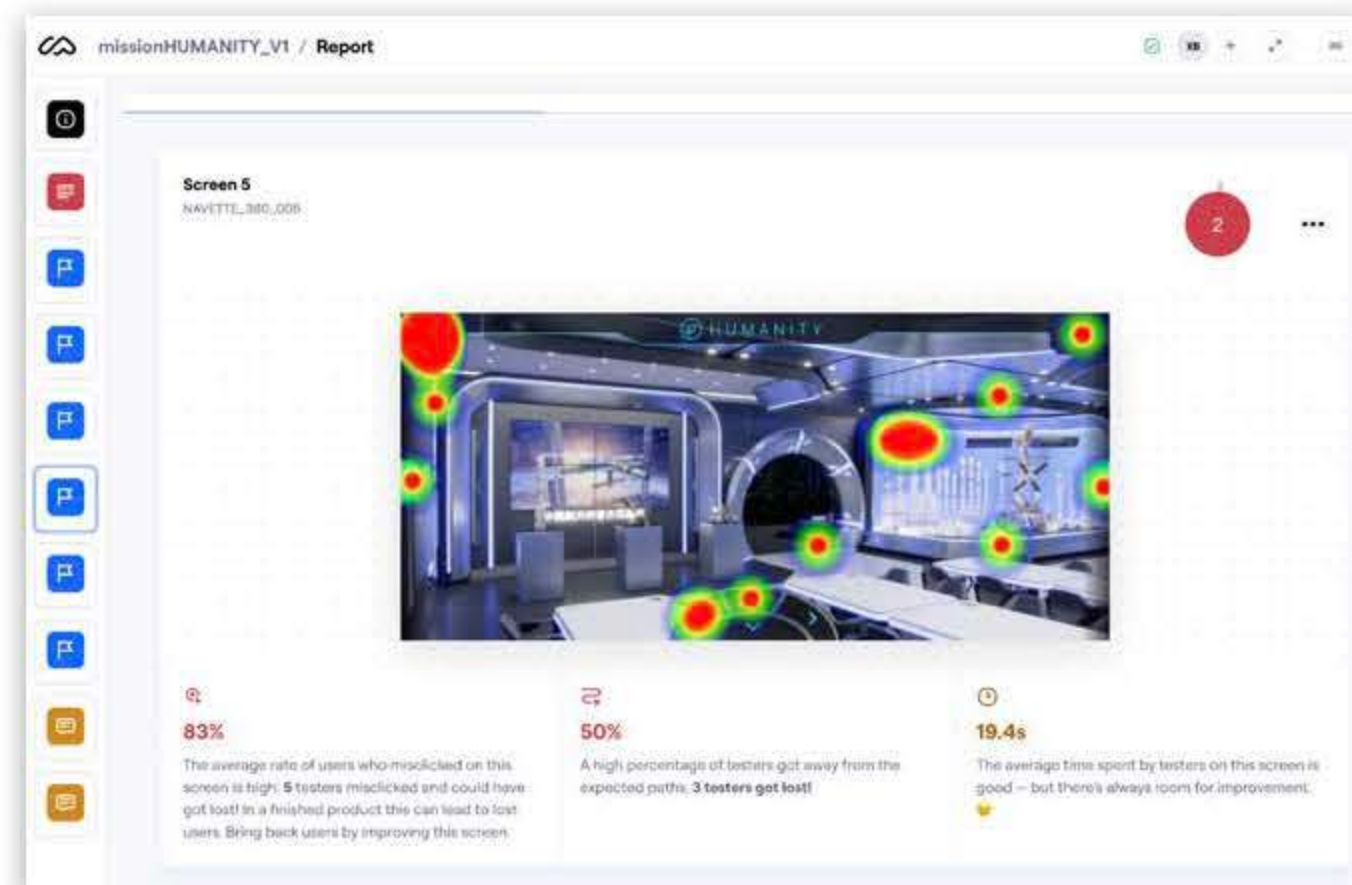 missionHUMANITY_V1 / Report
XB
Screen 5
2
HUMANITY
83%
The average rate of users who misclicked on this
screen is high: 5 testers misclicked and could have
got lost! In a finished product this can lead to lost
users. Bring back users by improving this screen.
50%
A high percentage of testers got away from the
expected paths, 3 testers got lost!
19.4s
The average time spent by testers on this screen is
good – but there's always room for improvement.